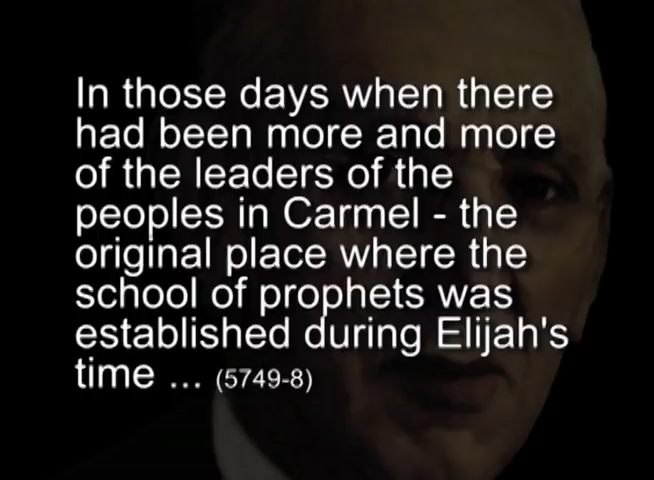 In those days when there
had been more and more
of the leaders of the
peoples in Carmel - the
original place where the
school of prophets was
established during Elijah's
time ... (5749-8)